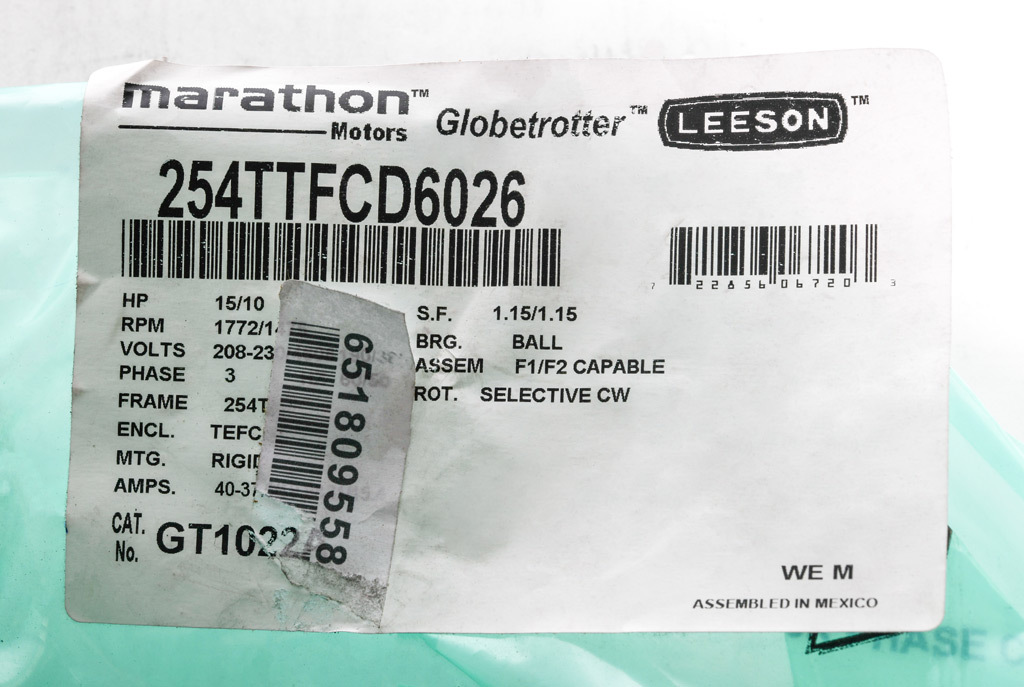 marathon™
Motors
Globetrotter™
LEESON™
254TTFCD6026
7 22856 06720 3
HP 15/10
RPM 1772/14
VOLTS 208-23
PHASE 3
FRAME 254T
ENCL. TEFC
MTG. RIGID
AMPS. 40-37
CAT. No. GT1022
S.F. 1.15/1.15
BRG. BALL
ASSEM F1/F2 CAPABLE
ROT. SELECTIVE CW
651809558
WE M
ASSEMBLED IN MEXICO